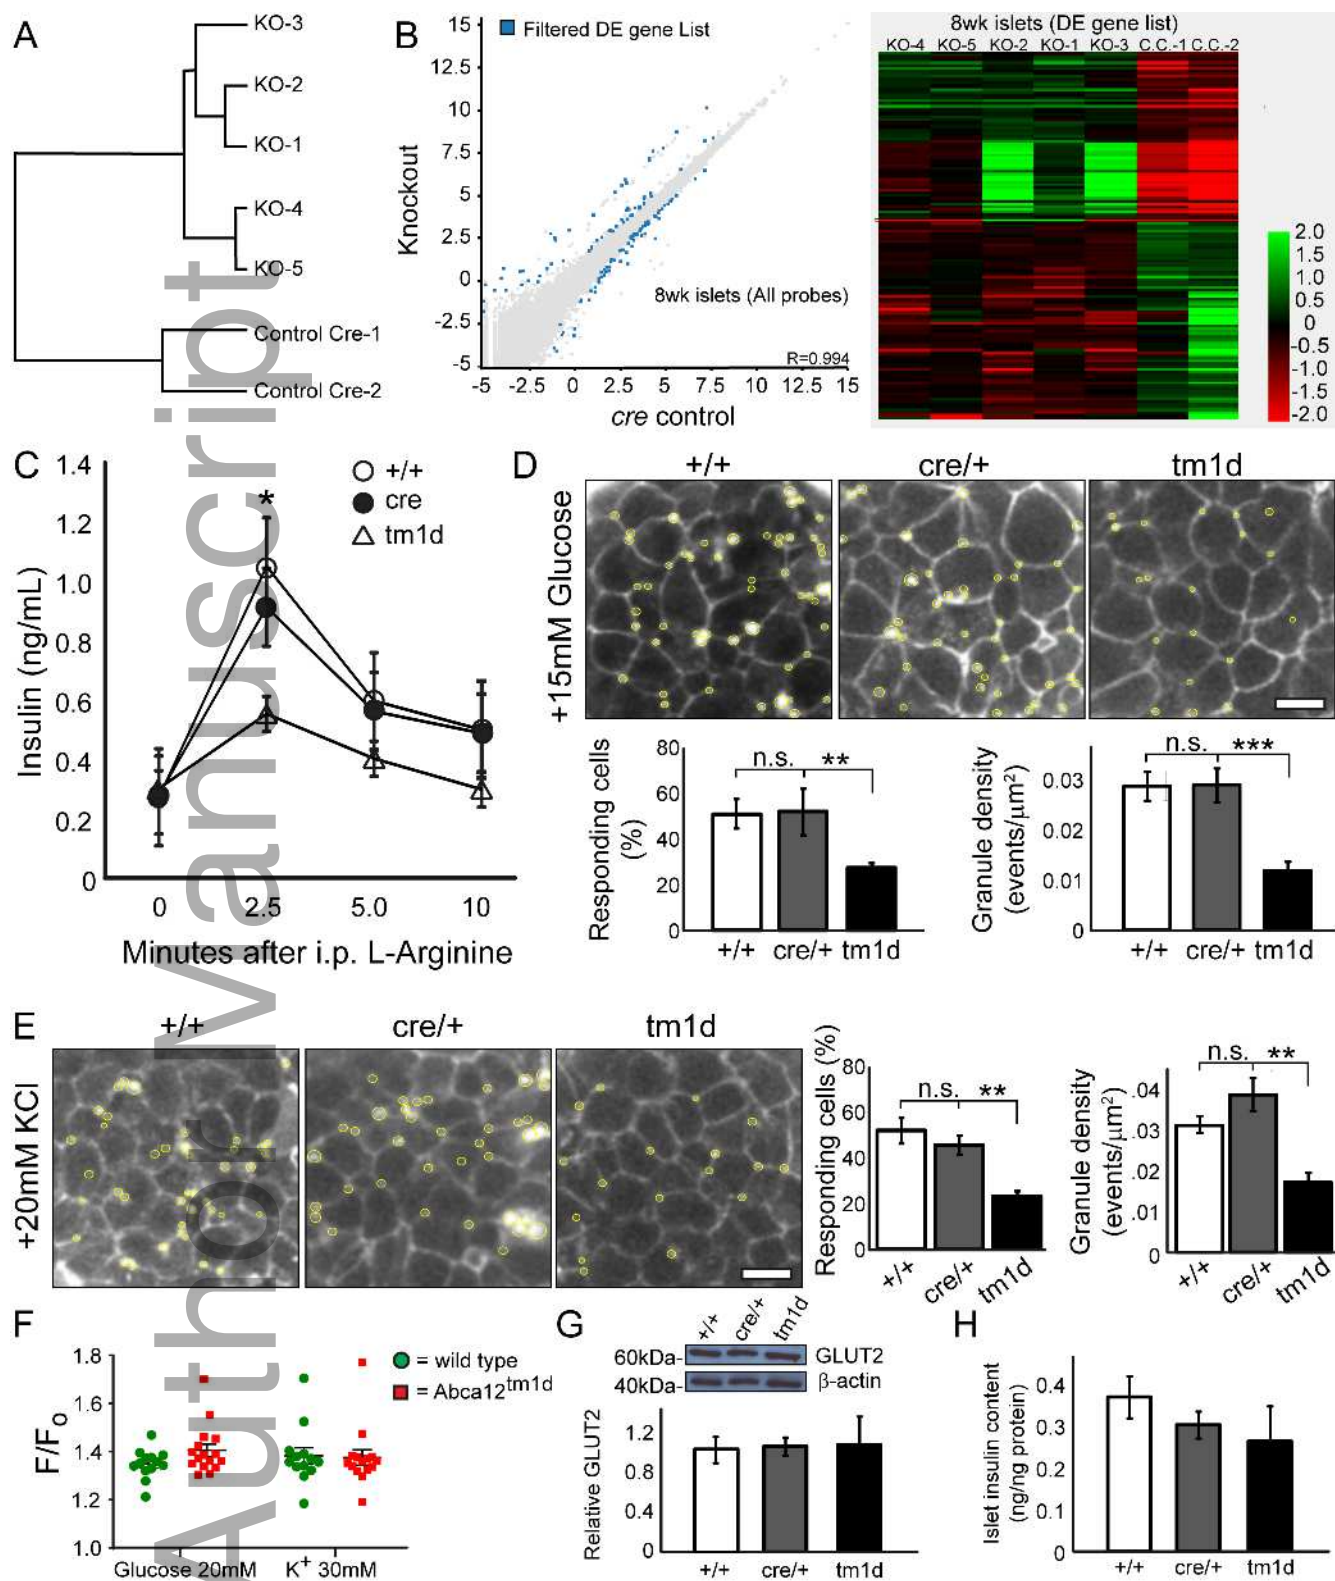 A
KO-3
KO-2
KO-1
KO-4
KO-5
Control Cre-1
Control Cre-2
B
Filtered DE gene List
15
12.5
10
7.5
5
2.5
0
-2.5
-5
Knockout
8wk islets (All probes)
R=0.994
-5
-2.5
0
2.5
5
7.5
10
12.5
15
cre control
8wk islets (DE gene list)
KO-4 KO-5 KO-2 KO-1 KO-3 C.C.-1 C.C.-2
2.0
1.5
1.0
0.5
0
-0.5
-1.0
-1.5
-2.0
C
1.4
1.2
1.0
0.8
0.6
0.4
0.2
0
Insulin (ng/mL)
*
+/+
cre
tm1d
0 2.5 5.0 10
Minutes after i.p. L-Arginine
D
+/+ cre/+ tm1d
+15mM Glucose
Responding cells
(%)
80
60
40
20
0
n.s. **
+/+ cre/+ tm1d
Granule density
(events/μm²)
0.03
0.02
0.01
0
n.s. ***
+/+ cre/+ tm1d
E
+/+ cre/+ tm1d
+20mM KCl
Responding cells (%)
80
60
40
20
0
n.s. **
+/+ cre/+ tm1d
Granule density
(events/μm²)
.04
.03
.02
.01
0
n.s. **
+/+ cre/+ tm1d
F
1.8
1.6
1.4
1.2
1.0
F/F₀
= wild type
= Abca12^tm1d
Glucose 20mM K⁺ 30mM
G
+/+ cre/+ tm1d
60kDa- GLUT2
40kDa- β-actin
Relative GLUT2
1.2
0.8
0.4
0
+/+ cre/+ tm1d
H
Islet insulin content
(ng/ng protein)
0.4
0.3
0.2
0.1
0
+/+ cre/+ tm1d
Author Manuscript